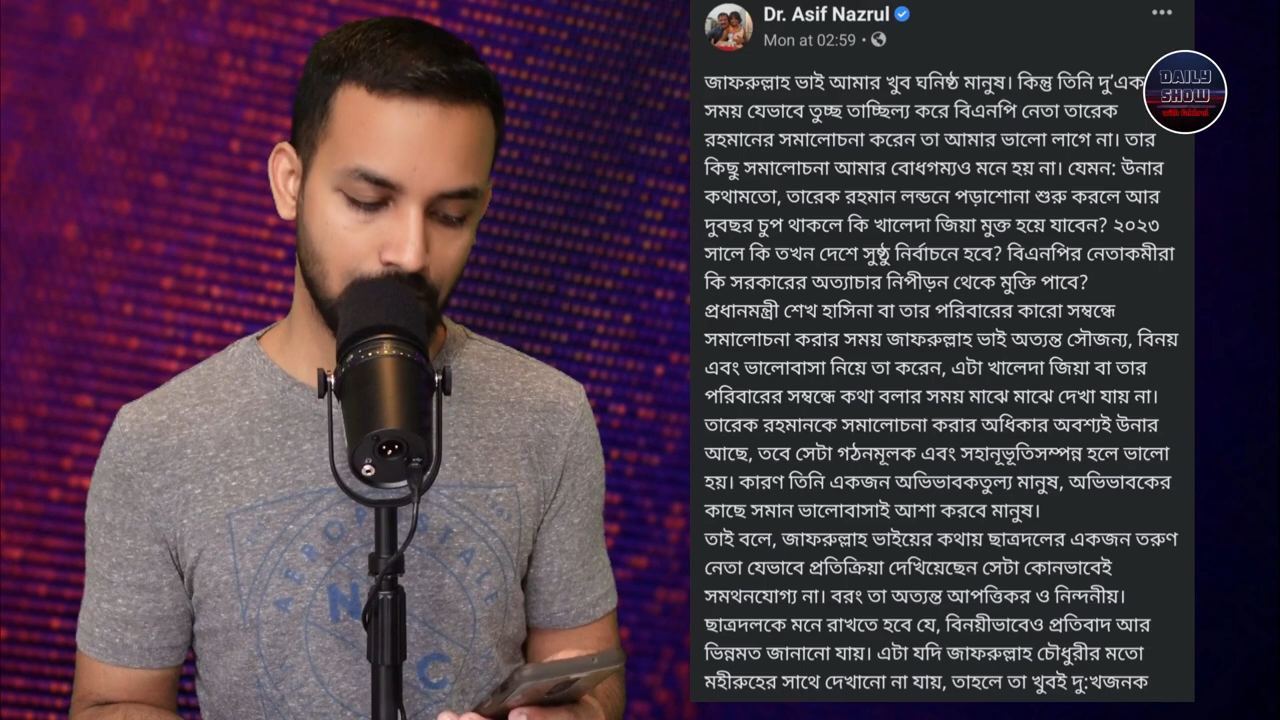 Dr. Asif Nazrul
Mon at 02:59
জাফরুল্লাহ ভাই আমার খুব ঘনিষ্ঠ মানুষ। কিন্তু তিনি দু'এক
সময় যেভাবে তুচ্ছ তাচ্ছিল্য করে বিএনপি নেতা তারেক
রহমানের সমালোচনা করেন তা আমার ভালো লাগে না। তার
কিছু সমালোচনা আমার বোধগম্যও মনে হয় না। যেমন: উনার
কথামতো, তারেক রহমান লন্ডনে পড়াশোনা শুরু করলে আর
দুবছর চুপ থাকলে কি খালেদা জিয়া মুক্ত হয়ে যাবেন? ২০২৩
সালে কি তখন দেশে সুষ্ঠু নির্বাচনে হবে? বিএনপির নেতাকর্মীরা
কি সরকারের অত্যাচার নিপীড়ন থেকে মুক্তি পাবে?
প্রধানমন্ত্রী শেখ হাসিনা বা তার পরিবারের কারো সম্বন্ধে
সমালোচনা করার সময় জাফরুল্লাহ ভাই অত্যন্ত সৌজন্য, বিনয়
এবং ভালোবাসা নিয়ে তা করেন, এটা খালেদা জিয়া বা তার
পরিবারের সম্বন্ধে কথা বলার সময় মাঝে মাঝে দেখা যায় না।
তারেক রহমানকে সমালোচনা করার অধিকার অবশ্যই উনার
আছে, তবে সেটা গঠনমূলক এবং সহানূভূতিসম্পন্ন হলে ভালো
হয়। কারণ তিনি একজন অভিভাবকতুল্য মানুষ, অভিভাবকের
কাছে সমান ভালোবাসাই আশা করবে মানুষ।
তাই বলে, জাফরুল্লাহ ভাইয়ের কথায় ছাত্রদলের একজন তরুণ
নেতা যেভাবে প্রতিক্রিয়া দেখিয়েছেন সেটা কোনভাবেই
সমথনযোগ্য না। বরং তা অত্যন্ত আপত্তিকর ও নিন্দনীয়।
ছাত্রদলকে মনে রাখতে হবে যে, বিনয়ীভাবেও প্রতিবাদ আর
ভিন্নমত জানানো যায়। এটা যদি জাফরুল্লাহ চৌধুরীর মতো
মহীরুহের সাথে দেখানো না যায়, তাহলে তা খুবই দু:খজনক
DAILY
SHOW
AEROPOSTALE
N
C